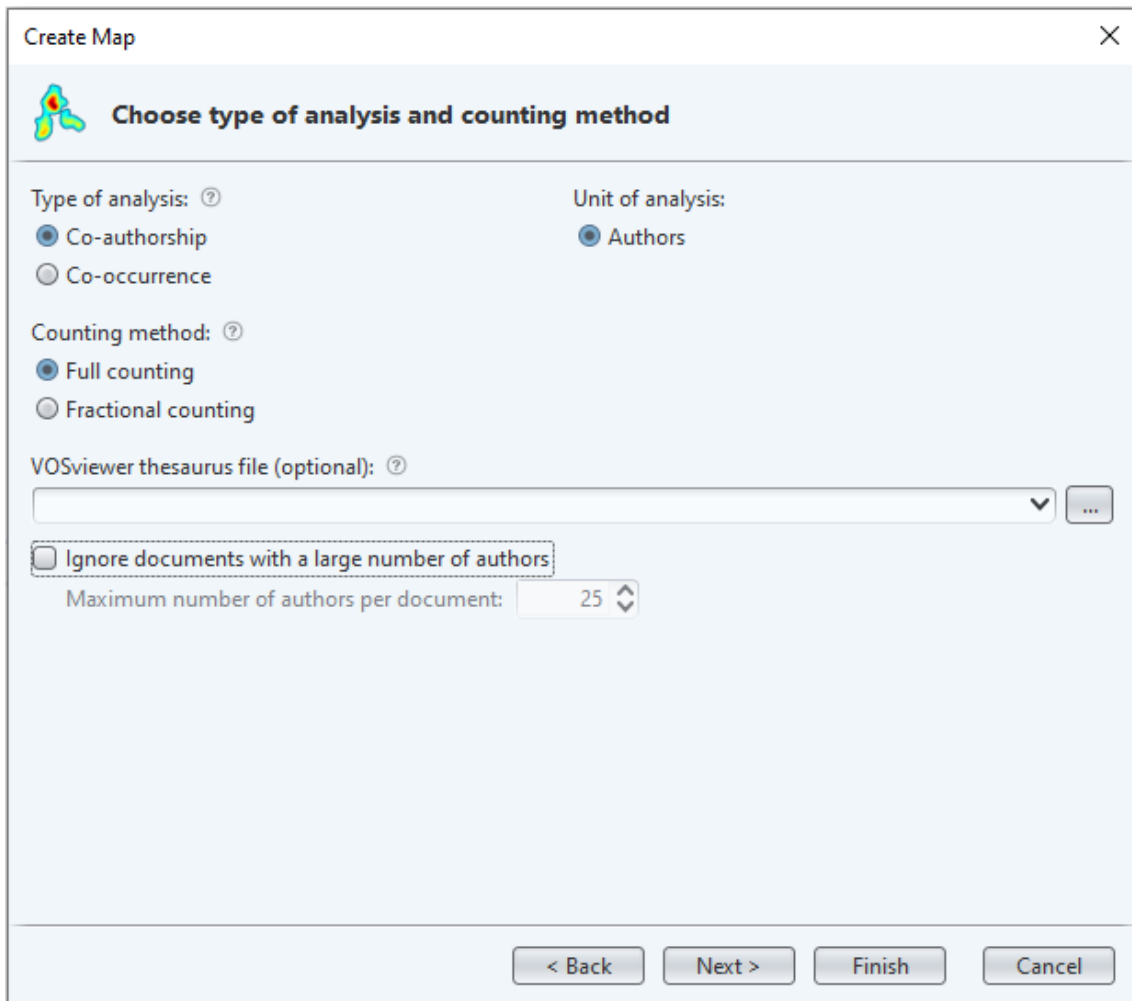 Create Map
Choose type of analysis and counting method
Type of analysis: ?
Unit of analysis:
Co-authorship
Authors
Co-occurrence
Counting method: ?
Full counting
Fractional counting
VOSviewer thesaurus file (optional): ?
...
Ignore documents with a large number of authors
Maximum number of authors per document: 25
< Back Next > Finish Cancel